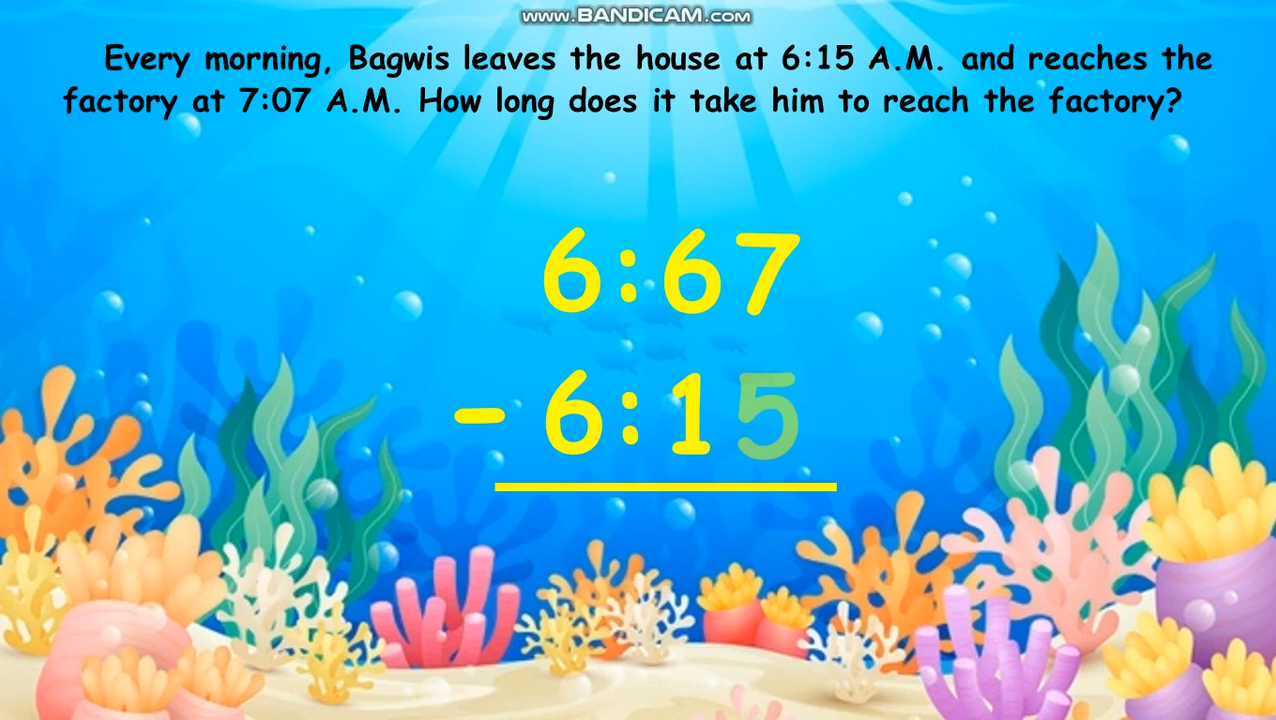 www.BANDICAM.com
Every morning, Bagwis leaves the house at 6:15 A.M. and reaches the
factory at 7:07 A.M. How long does it take him to reach the factory?
6:67
- 6:15